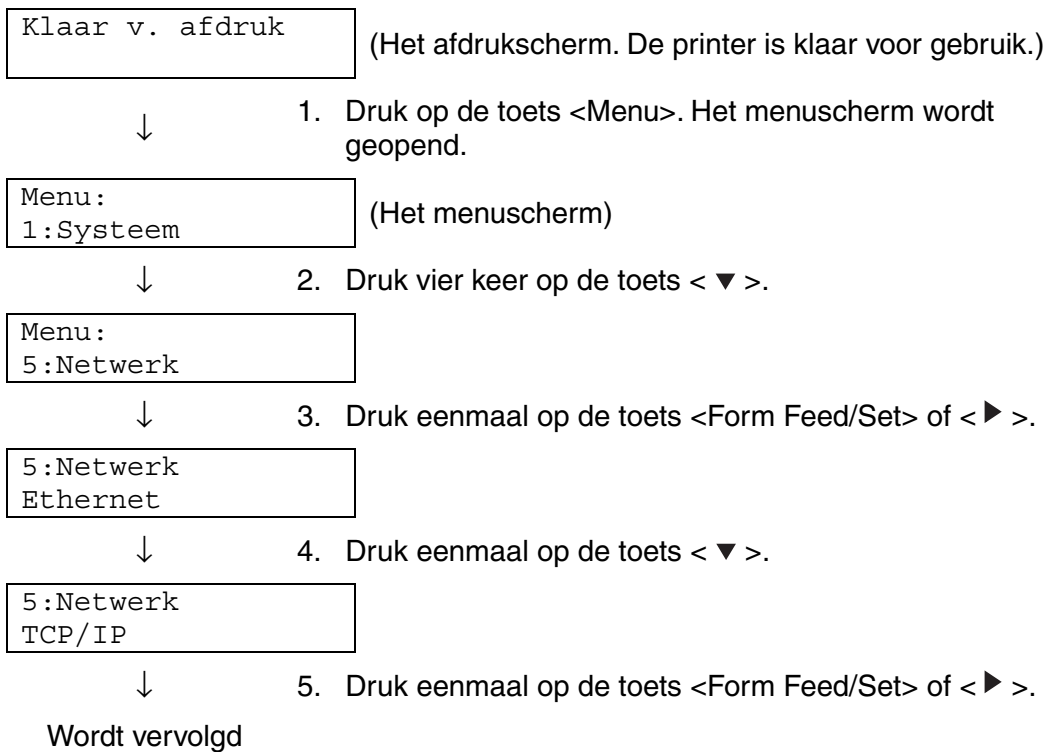 Klaar v. afdruk
(Het afdrukscherm. De printer is klaar voor gebruik.)
↓
1. Druk op de toets <Menu>. Het menuscherm wordt
geopend.
Menu:
1:Systeem
(Het menuscherm)
↓
2. Druk vier keer op de toets < ▼ >.
Menu:
5:Netwerk
↓
3. Druk eenmaal op de toets <Form Feed/Set> of < ▶ >.
5:Netwerk
Ethernet
↓
4. Druk eenmaal op de toets < ▼ >.
5:Netwerk
TCP/IP
↓
5. Druk eenmaal op de toets <Form Feed/Set> of < ▶ >.
Wordt vervolgd